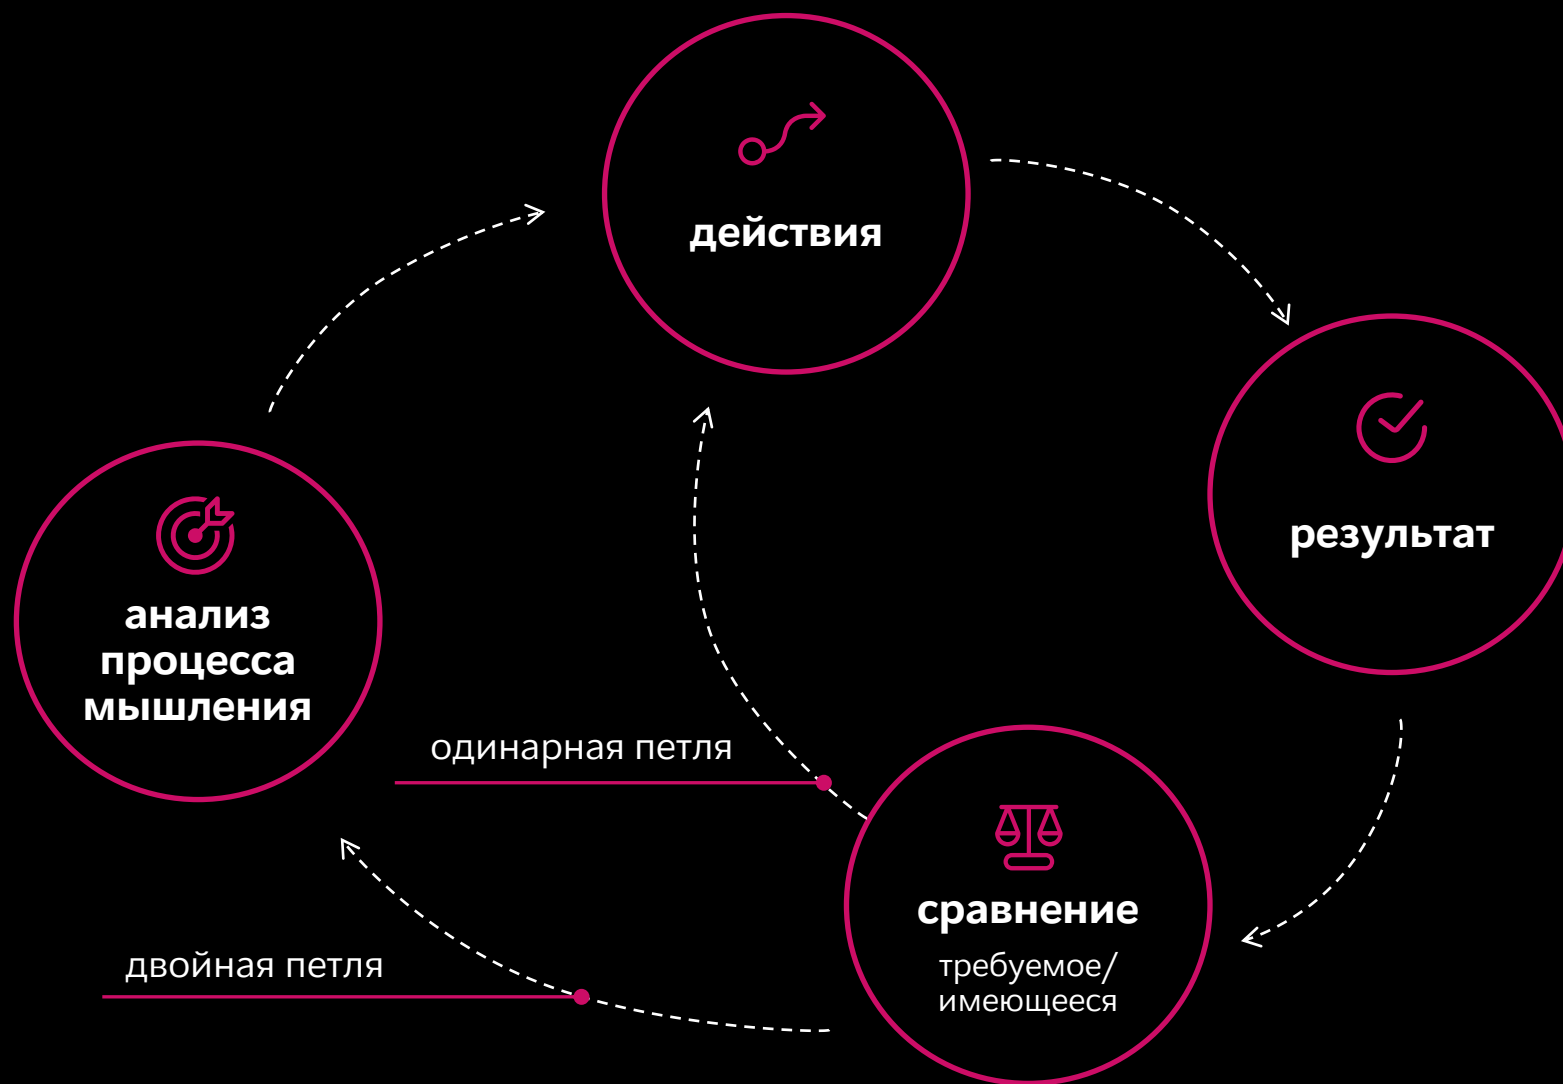 действия
результат
анализ
процесса
мышления
одинарная петля
сравнение
требуемое/
имеющееся
двойная петля